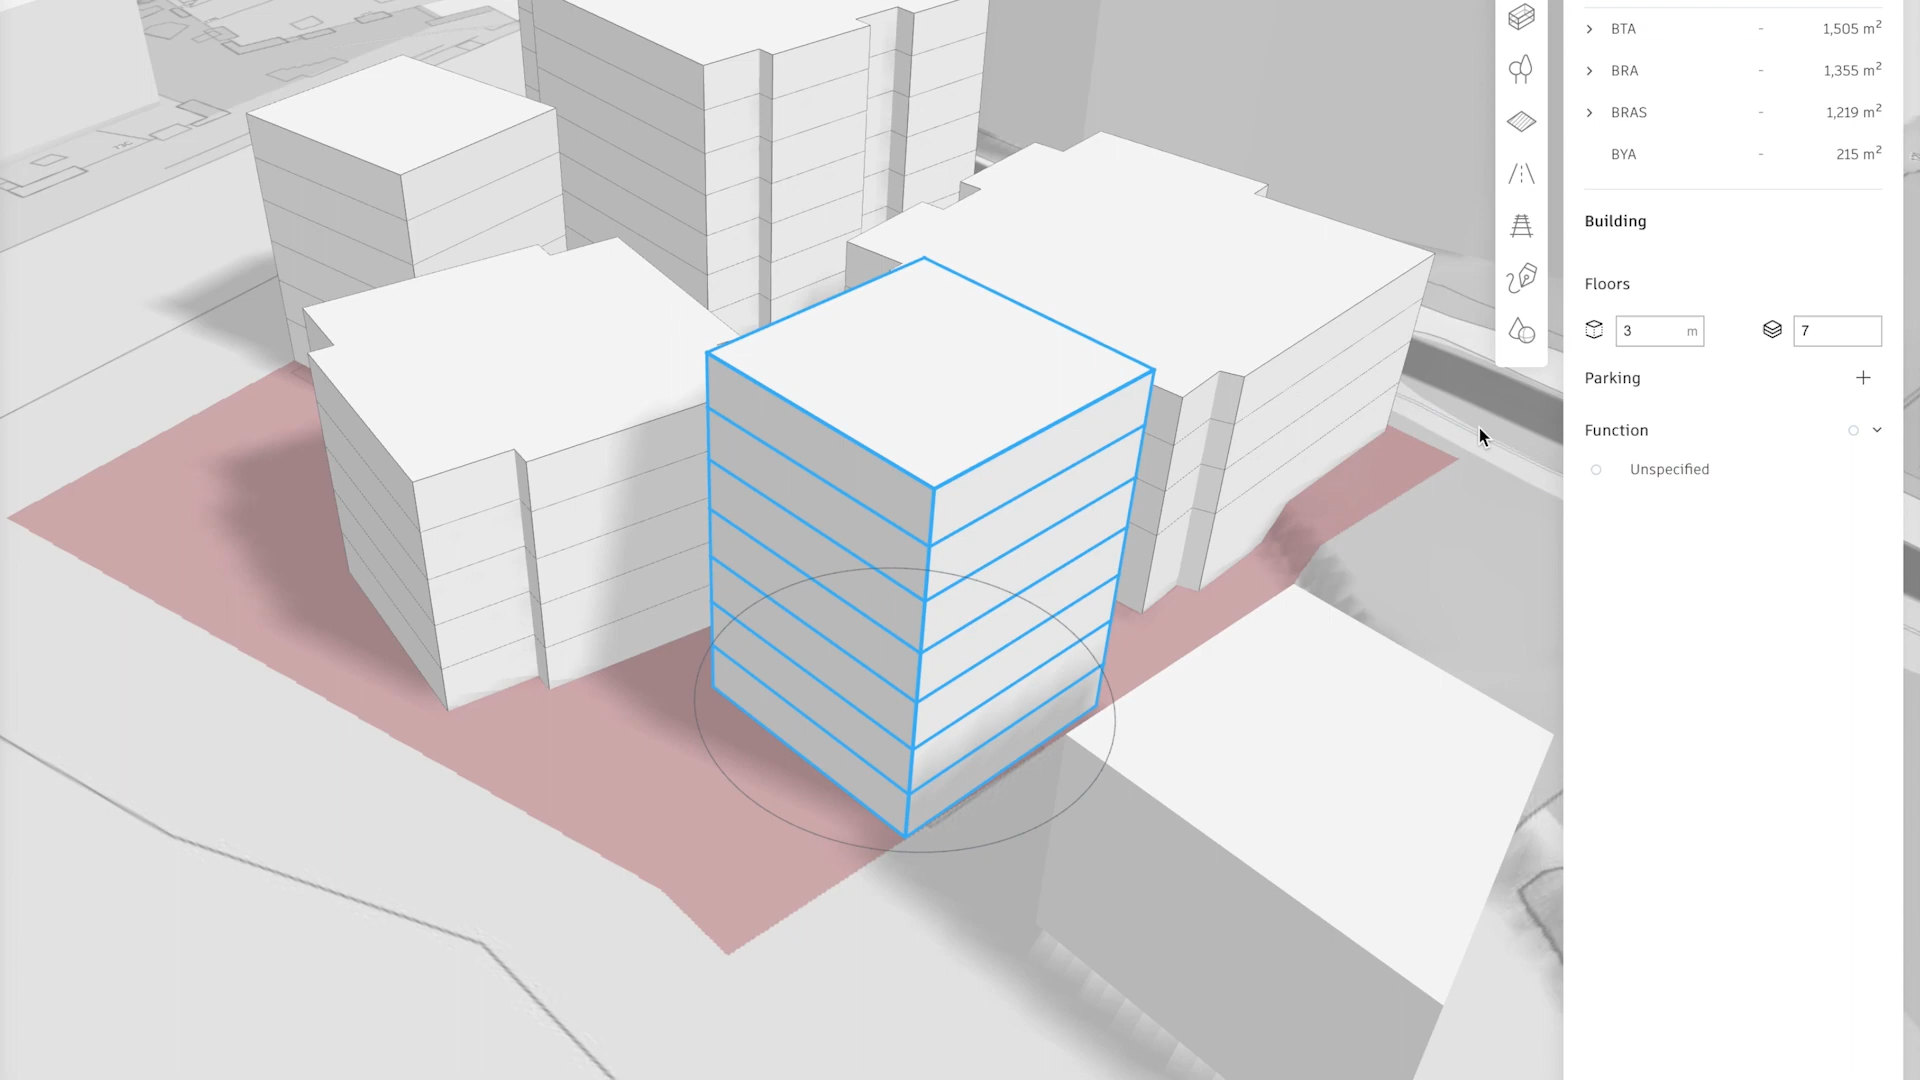 BTA - 1,505 m²
BRA - 1,355 m²
BRAS - 1,219 m²
BYA - 215 m²
Building
Floors
3 m 7
Parking
Function
Unspecified